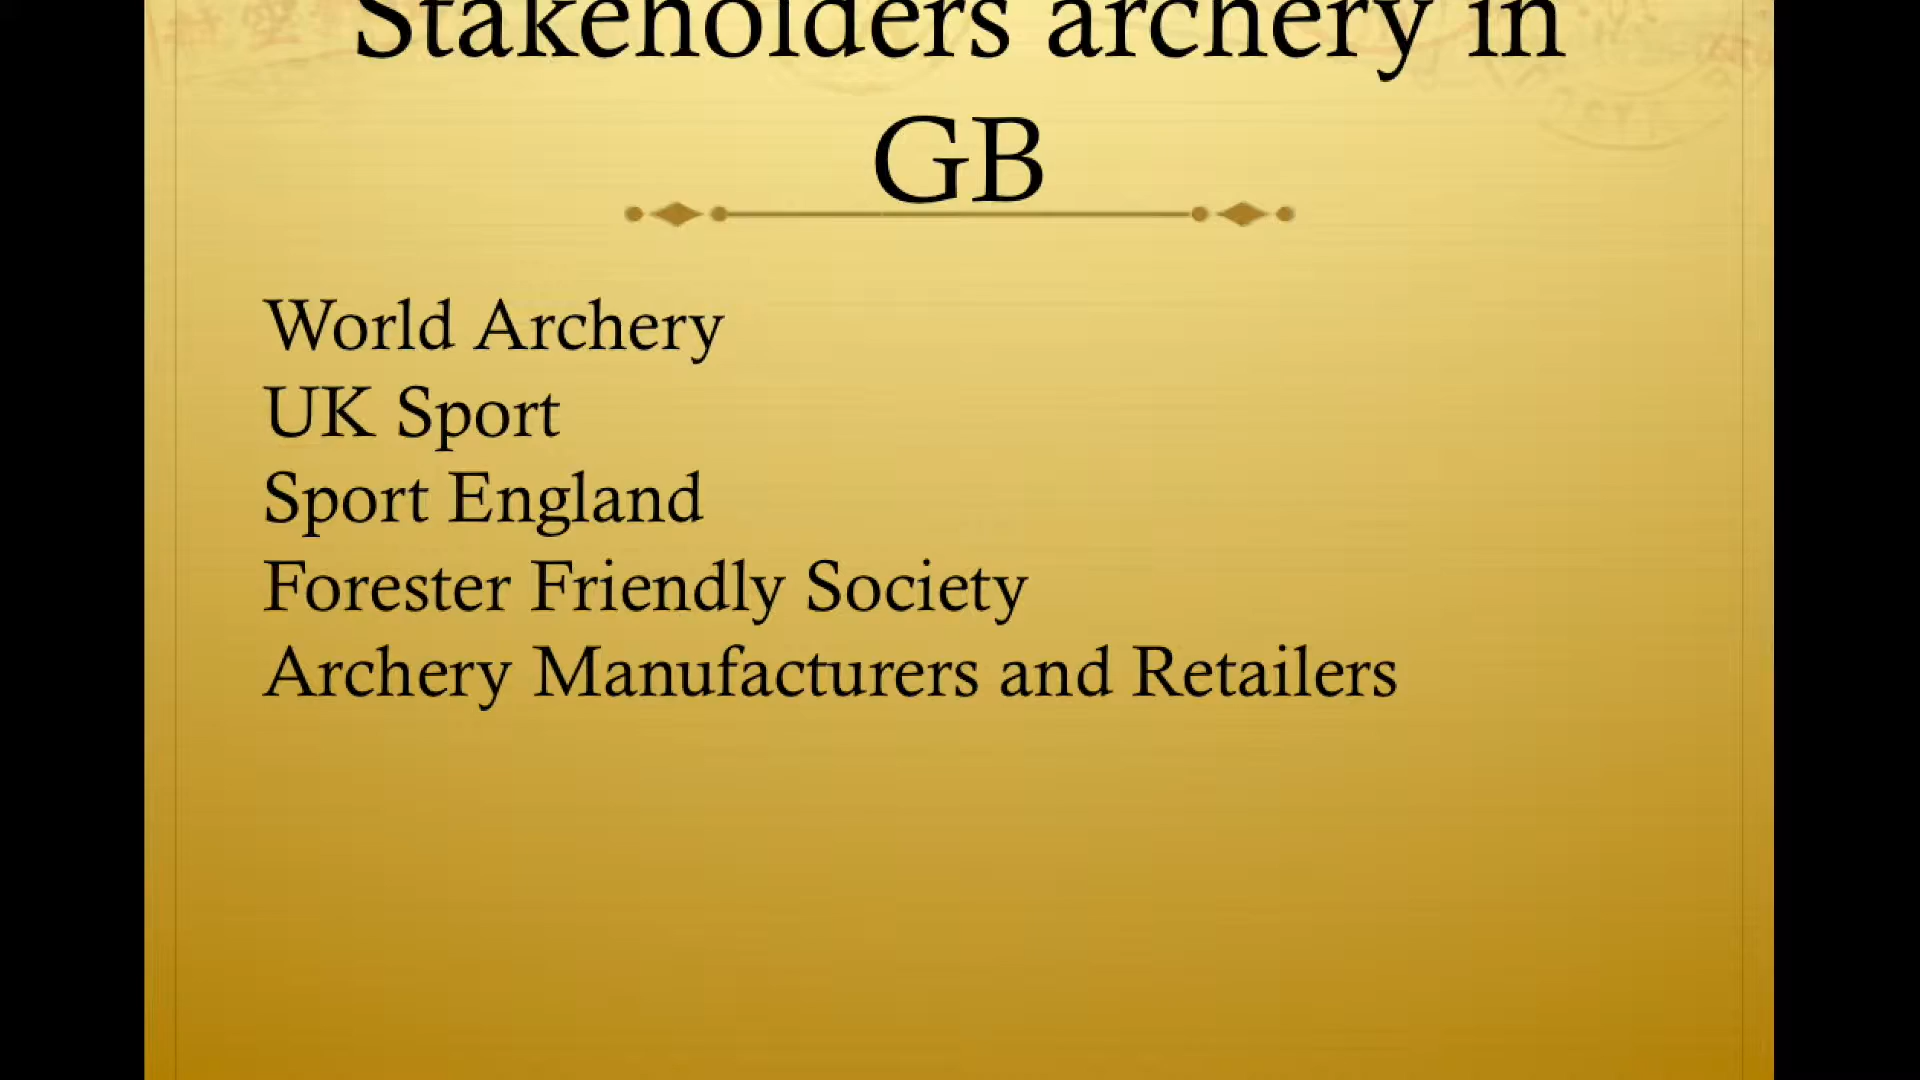 Stakeholders archery in
GB
World Archery
UK Sport
Sport England
Forester Friendly Society
Archery Manufacturers and Retailers